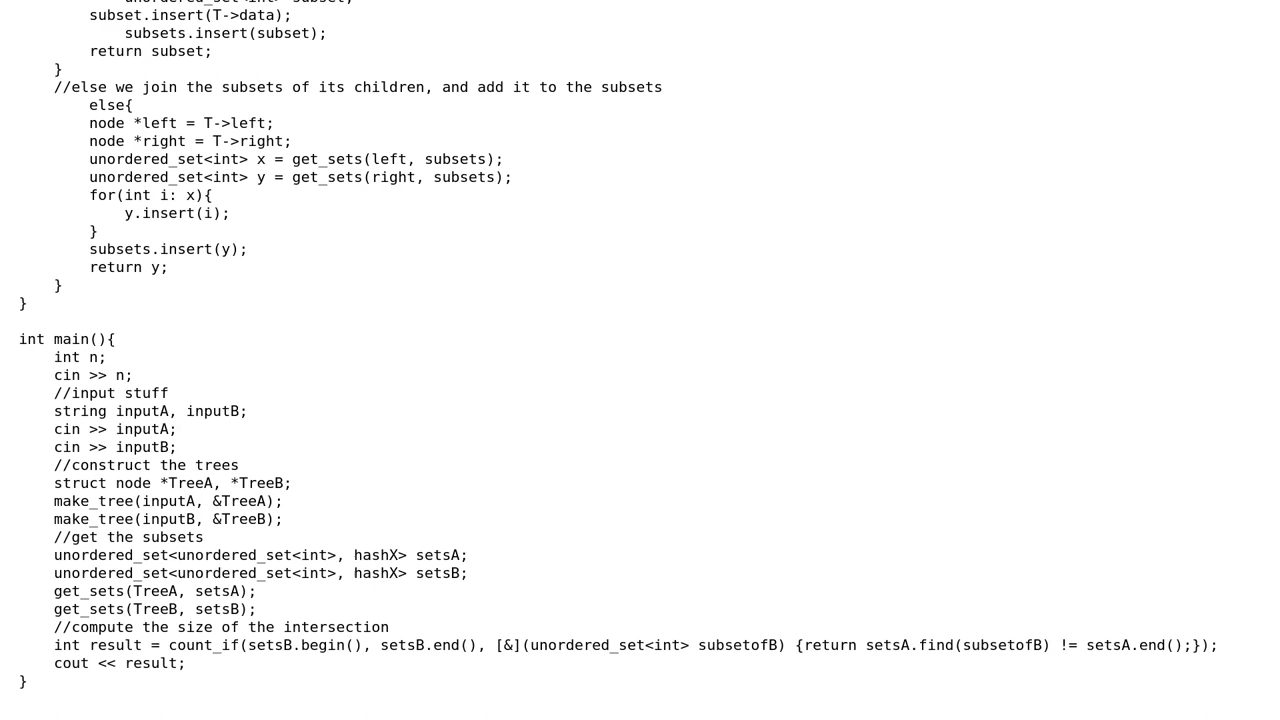 unordered_set<int> subset;
subset.insert(T->data);
subsets.insert(subset);
return subset;
}
//else we join the subsets of its children, and add it to the subsets
else{
node *left = T->left;
node *right = T->right;
unordered_set<int> x = get_sets(left, subsets);
unordered_set<int> y = get_sets(right, subsets);
for(int i: x){
y.insert(i);
}
subsets.insert(y);
return y;
}
}
int main(){
int n;
cin >> n;
//input stuff
string inputA, inputB;
cin >> inputA;
cin >> inputB;
//construct the trees
struct node *TreeA, *TreeB;
make_tree(inputA, &TreeA);
make_tree(inputB, &TreeB);
//get the subsets
unordered_set<unordered_set<int>, hashX> setsA;
unordered_set<unordered_set<int>, hashX> setsB;
get_sets(TreeA, setsA);
get_sets(TreeB, setsB);
//compute the size of the intersection
int result = count_if(setsB.begin(), setsB.end(), [&](unordered_set<int> subsetofB) {return setsA.find(subsetofB) != setsA.end();});
cout << result;
}